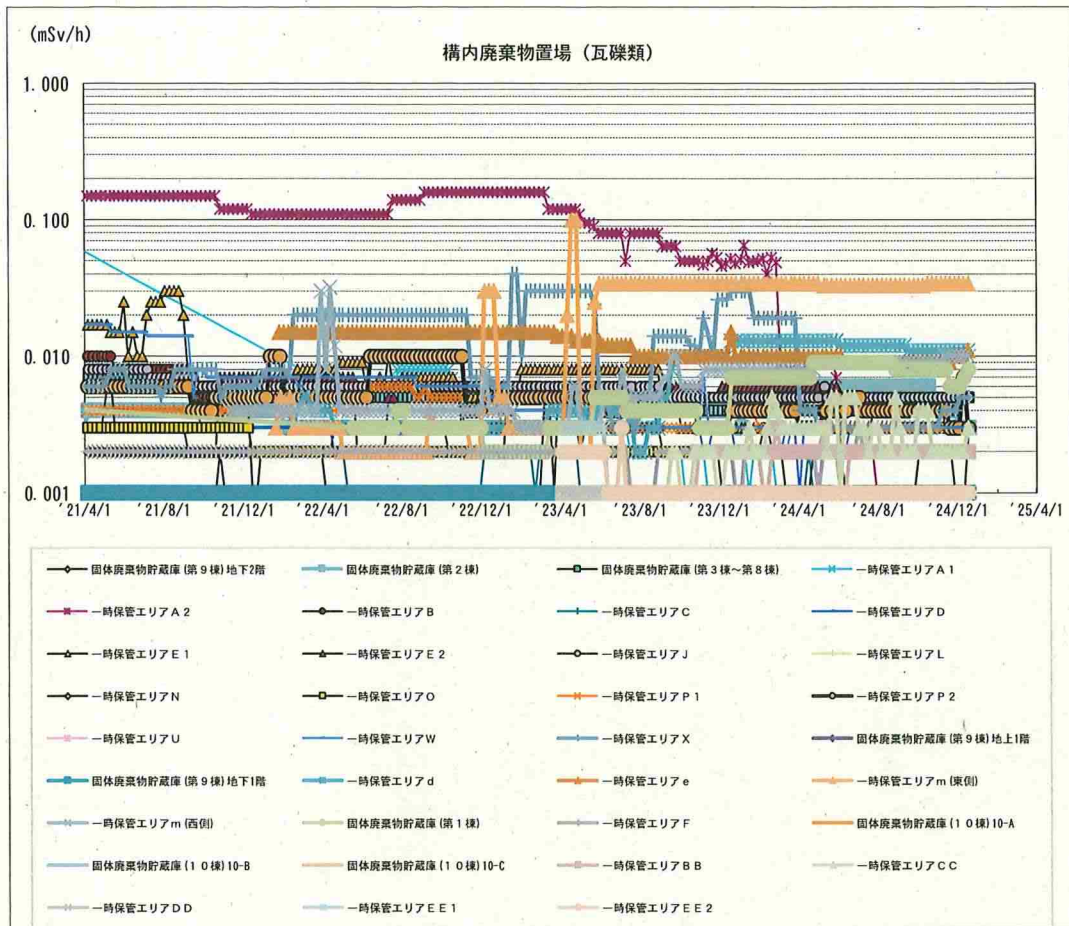 (mSv/h)
構内廃棄物置場 (瓦礫類)
1.000
0.100
0.010
0.001
'21/4/1 '21/8/1 '21/12/1 '22/4/1 '22/8/1 '22/12/1 '23/4/1 '23/8/1 '23/12/1 '24/4/1 '24/8/1 '24/12/1 '25/4/1
固体廃棄物貯蔵庫(第9棟)地下2階 固体廃棄物貯蔵庫(第2棟) 固体廃棄物貯蔵庫(第3棟～第8棟) 一時保管エリアA1
一時保管エリアA2 一時保管エリアB 一時保管エリアC 一時保管エリアD
一時保管エリアE1 一時保管エリアE2 一時保管エリアJ 一時保管エリアL
一時保管エリアN 一時保管エリアO 一時保管エリアP1 一時保管エリアP2
一時保管エリアU 一時保管エリアW 一時保管エリアX 固体廃棄物貯蔵庫(第9棟)地上1階
固体廃棄物貯蔵庫(第9棟)地下1階 一時保管エリアd 一時保管エリアe 一時保管エリアm(東側)
一時保管エリアm(西側) 固体廃棄物貯蔵庫(第1棟) 一時保管エリアF 固体廃棄物貯蔵庫(10棟)10-A
固体廃棄物貯蔵庫(10棟)10-B 固体廃棄物貯蔵庫(10棟)10-C 一時保管エリアBB 一時保管エリアCC
一時保管エリアDD 一時保管エリアEE1 一時保管エリアEE2